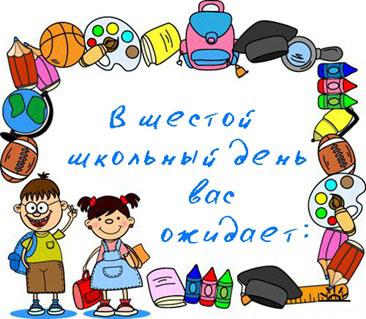 В шестой
школьный день
вас
ожидает: